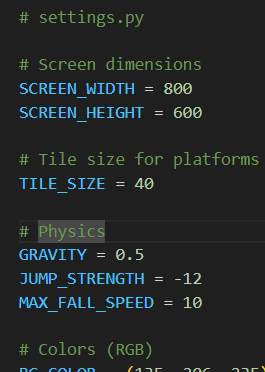 # settings.py
# Screen dimensions
SCREEN_WIDTH = 800
SCREEN_HEIGHT = 600
# Tile size for platforms
TILE_SIZE = 40
# Physics
GRAVITY = 0.5
JUMP_STRENGTH = -12
MAX_FALL_SPEED = 10
# Colors (RGB)
BG_COLOR = (135, 206, 235)